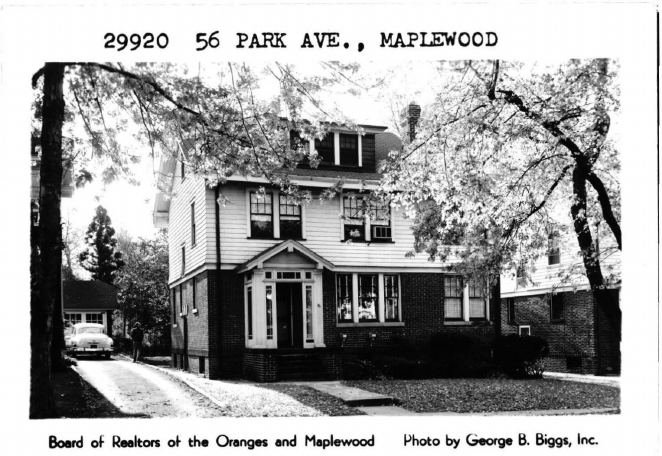 29920 56 PARK AVE., MAPLEWOOD
Board of Realtors of the Oranges and Maplewood Photo by George B. Biggs, Inc.